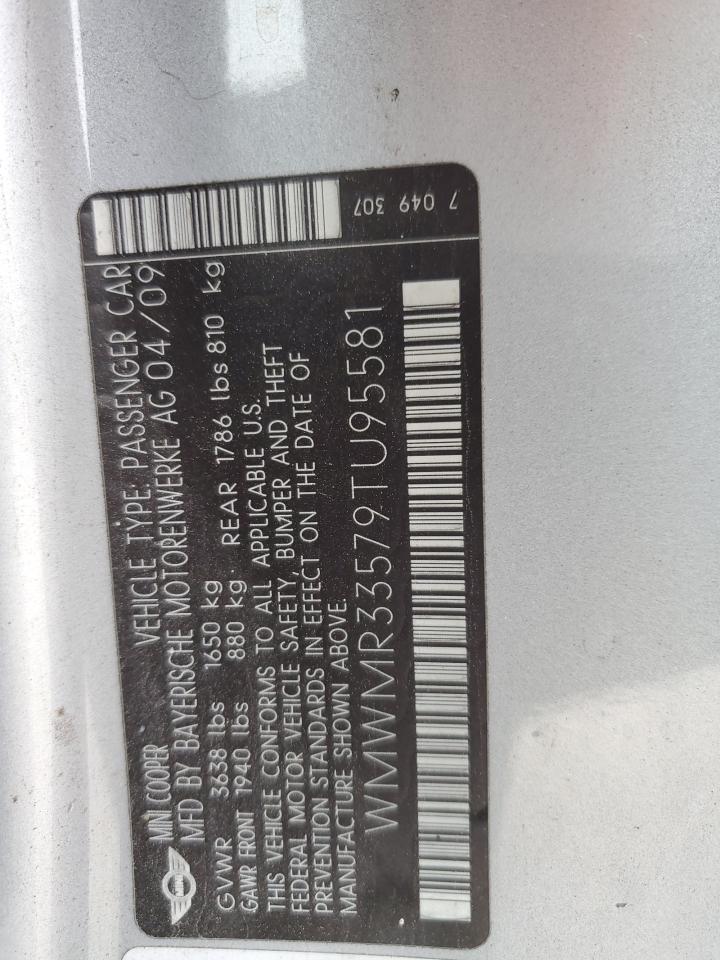 MINI COOPER VEHICLE TYPE: PASSENGER CAR
MFD BY BAYERISCHE MOTORENWERKE AG 04/09
GVWR 3638 lbs 1650 kg
GAWR FRONT 1940 lbs 880 kg. REAR 1786 lbs 810 kg
THIS VEHICLE CONFORMS TO ALL APPLICABLE U.S.
FEDERAL MOTOR VEHICLE SAFETY, BUMPER AND THEFT
PREVENTION STANDARDS IN EFFECT ON THE DATE OF
MANUFACTURE SHOWN ABOVE.
WMWMR33579TU95581
7 049 307